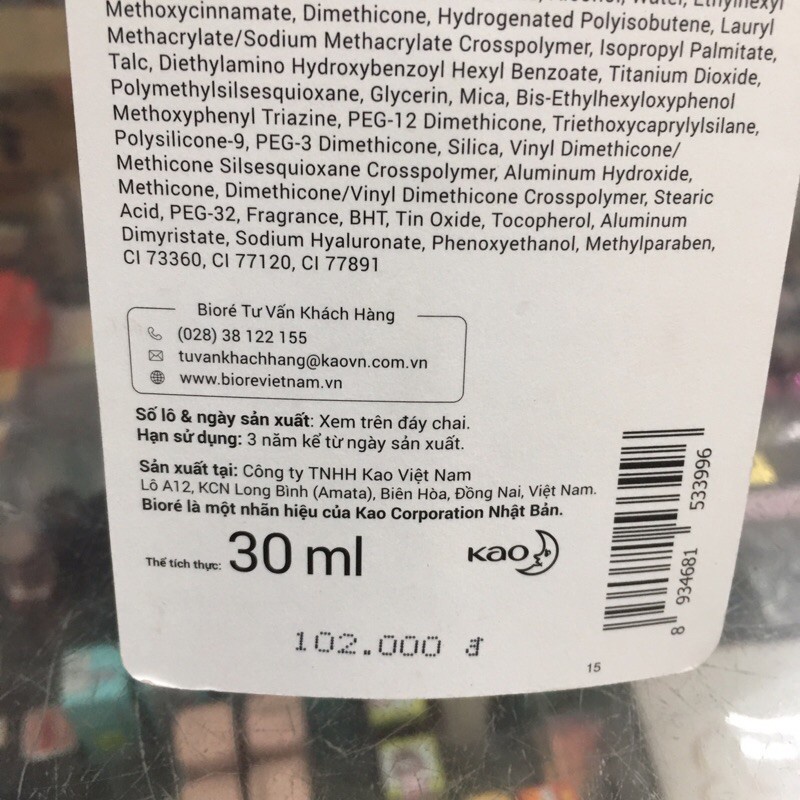 Alcohol, Water, Ethylhexyl
Methoxycinnamate, Dimethicone, Hydrogenated Polyisobutene, Lauryl
Methacrylate/Sodium Methacrylate Crosspolymer, Isopropyl Palmitate,
Talc, Diethylamino Hydroxybenzoyl Hexyl Benzoate, Titanium Dioxide,
Polymethylsilsesquioxane, Glycerin, Mica, Bis-Ethylhexyloxyphenol
Methoxyphenyl Triazine, PEG-12 Dimethicone, Triethoxycaprylylsilane,
Polysilicone-9, PEG-3 Dimethicone, Silica, Vinyl Dimethicone/
Methicone Silsesquioxane Crosspolymer, Aluminum Hydroxide,
Methicone, Dimethicone/Vinyl Dimethicone Crosspolymer, Stearic
Acid, PEG-32, Fragrance, BHT, Tin Oxide, Tocopherol, Aluminum
Dimyristate, Sodium Hyaluronate, Phenoxyethanol, Methylparaben,
CI 73360, CI 77120, CI 77891
Bioré Tư Vấn Khách Hàng
(028) 38 122 155
tuvankhachhang@kaovn.com.vn
www.biorevietnam.vn
Số lô & ngày sản xuất: Xem trên đáy chai.
Hạn sử dụng: 3 năm kể từ ngày sản xuất.
Sản xuất tại: Công ty TNHH Kao Việt Nam
Lô A12, KCN Long Bình (Amata), Biên Hòa, Đồng Nai, Việt Nam.
Bioré là một nhãn hiệu của Kao Corporation Nhật Bản.
Thể tích thực: 30 ml
Kao
8 934681 533996
102.000 đ
15